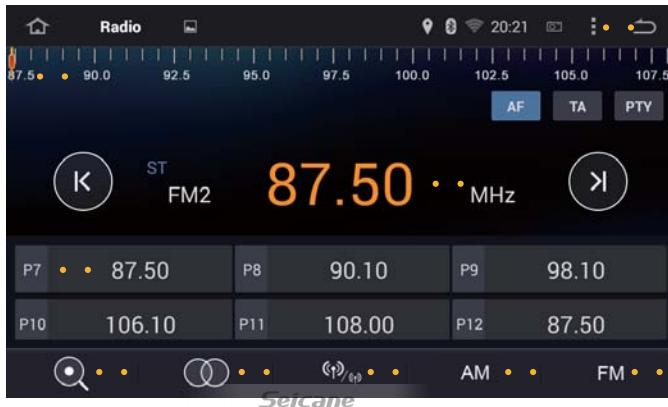 Radio 20:21
87.5 90.0 92.5 95.0 97.5 100.0 102.5 105.0 107.5
AF TA PTY
ST
FM2 87.50 MHz
P7 87.50 P8 90.10 P9 98.10
P10 106.10 P11 108.00 P12 87.50
AM FM
Seicane